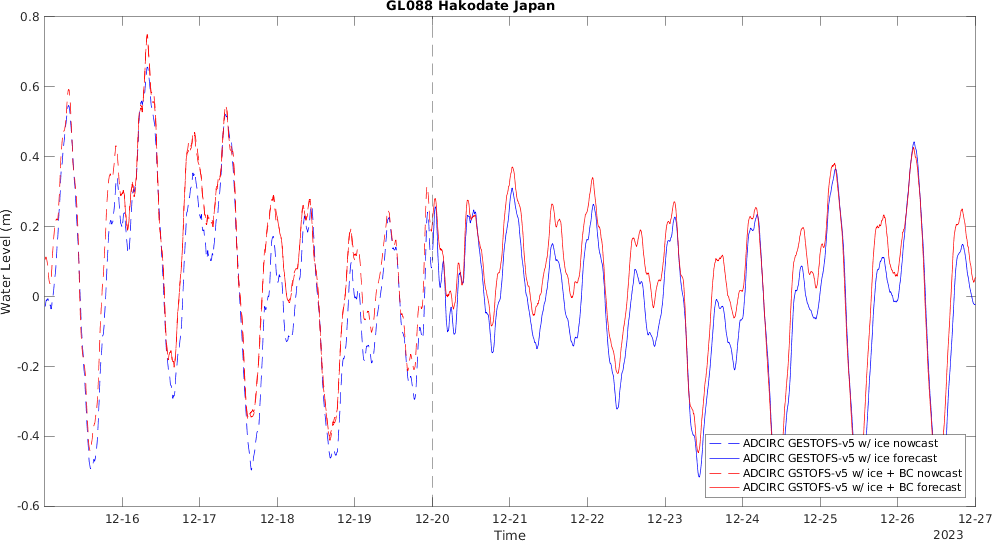 GL088 Hakodate Japan
0.8
0.6
0.4
0.2
0
-0.2
-0.4
-0.6
Water Level (m)
ADCIRC GESTOFS-v5 w/ ice nowcast
ADCIRC GESTOFS-v5 w/ ice forecast
ADCIRC GSTOFS-v5 w/ ice + BC nowcast
ADCIRC GSTOFS-v5 w/ ice + BC forecast
12-16 12-17 12-18 12-19 12-20 12-21 12-22 12-23 12-24 12-25 12-26 12-27
Time
2023